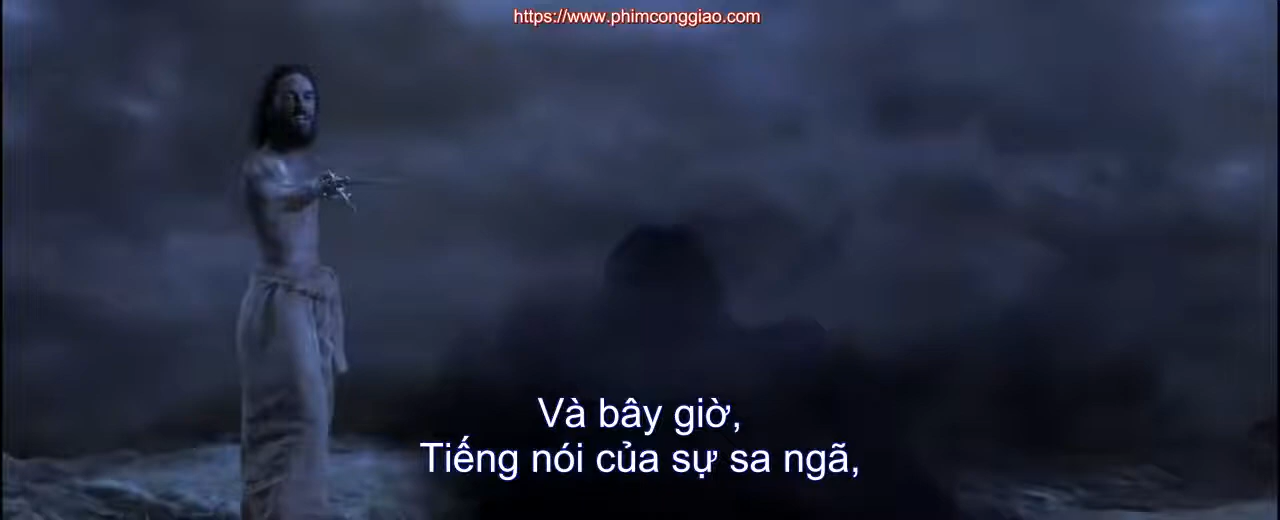 https://www.phimconggiao.com
Và bây giờ,
Tiếng nói của sự sa ngã,